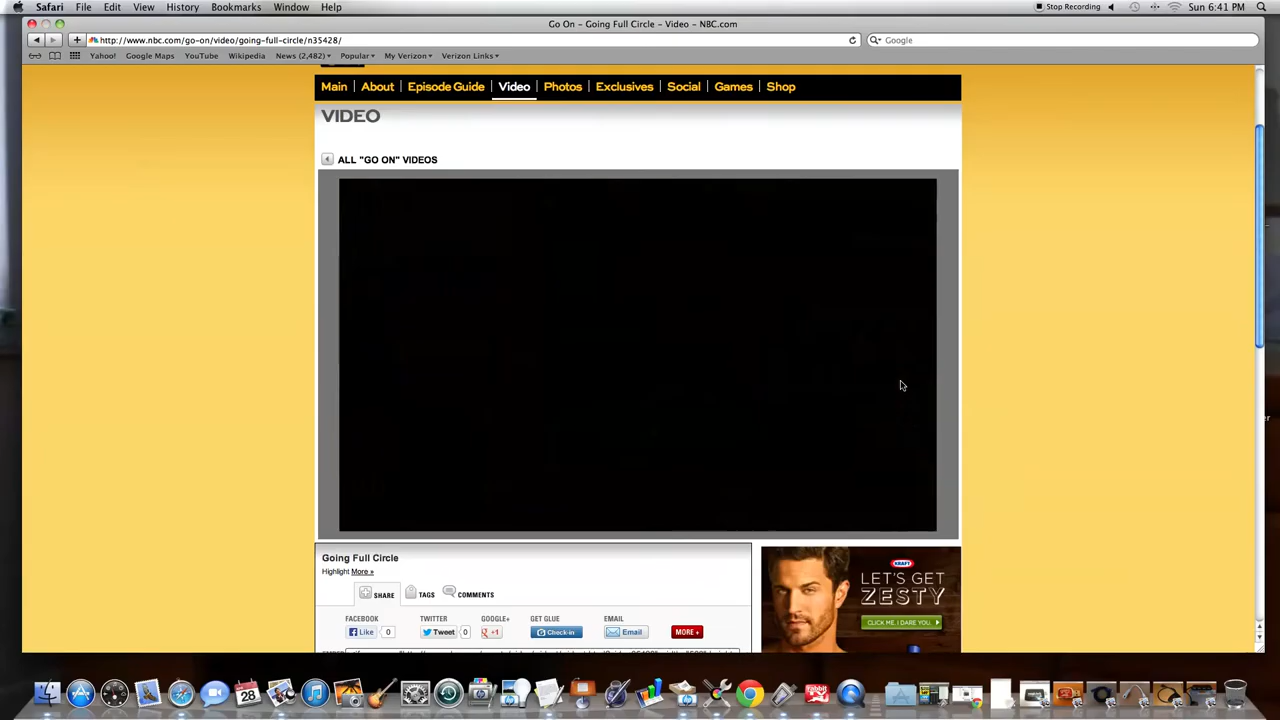 Safari File Edit View History Bookmarks Window Help Stop Recording Sun 6:41 PM
Go On – Going Full Circle – Video – NBC.com
http://www.nbc.com/go-on/video/going-full-circle/n35428/ Google
Yahoo! Google Maps YouTube Wikipedia News (2,482) Popular My Verizon Verizon Links
Main About Episode Guide Video Photos Exclusives Social Games Shop
VIDEO
ALL "GO ON" VIDEOS
Going Full Circle
Highlight More »
SHARE TAGS COMMENTS
FACEBOOK TWITTER GOOGLE+ GET GLUE EMAIL
Like 0 Tweet 0 +1 Check-in Email MORE +
KRAFT
LET'S GET
ZESTY
CLICK ME. I DARE YOU.
28
rabbit